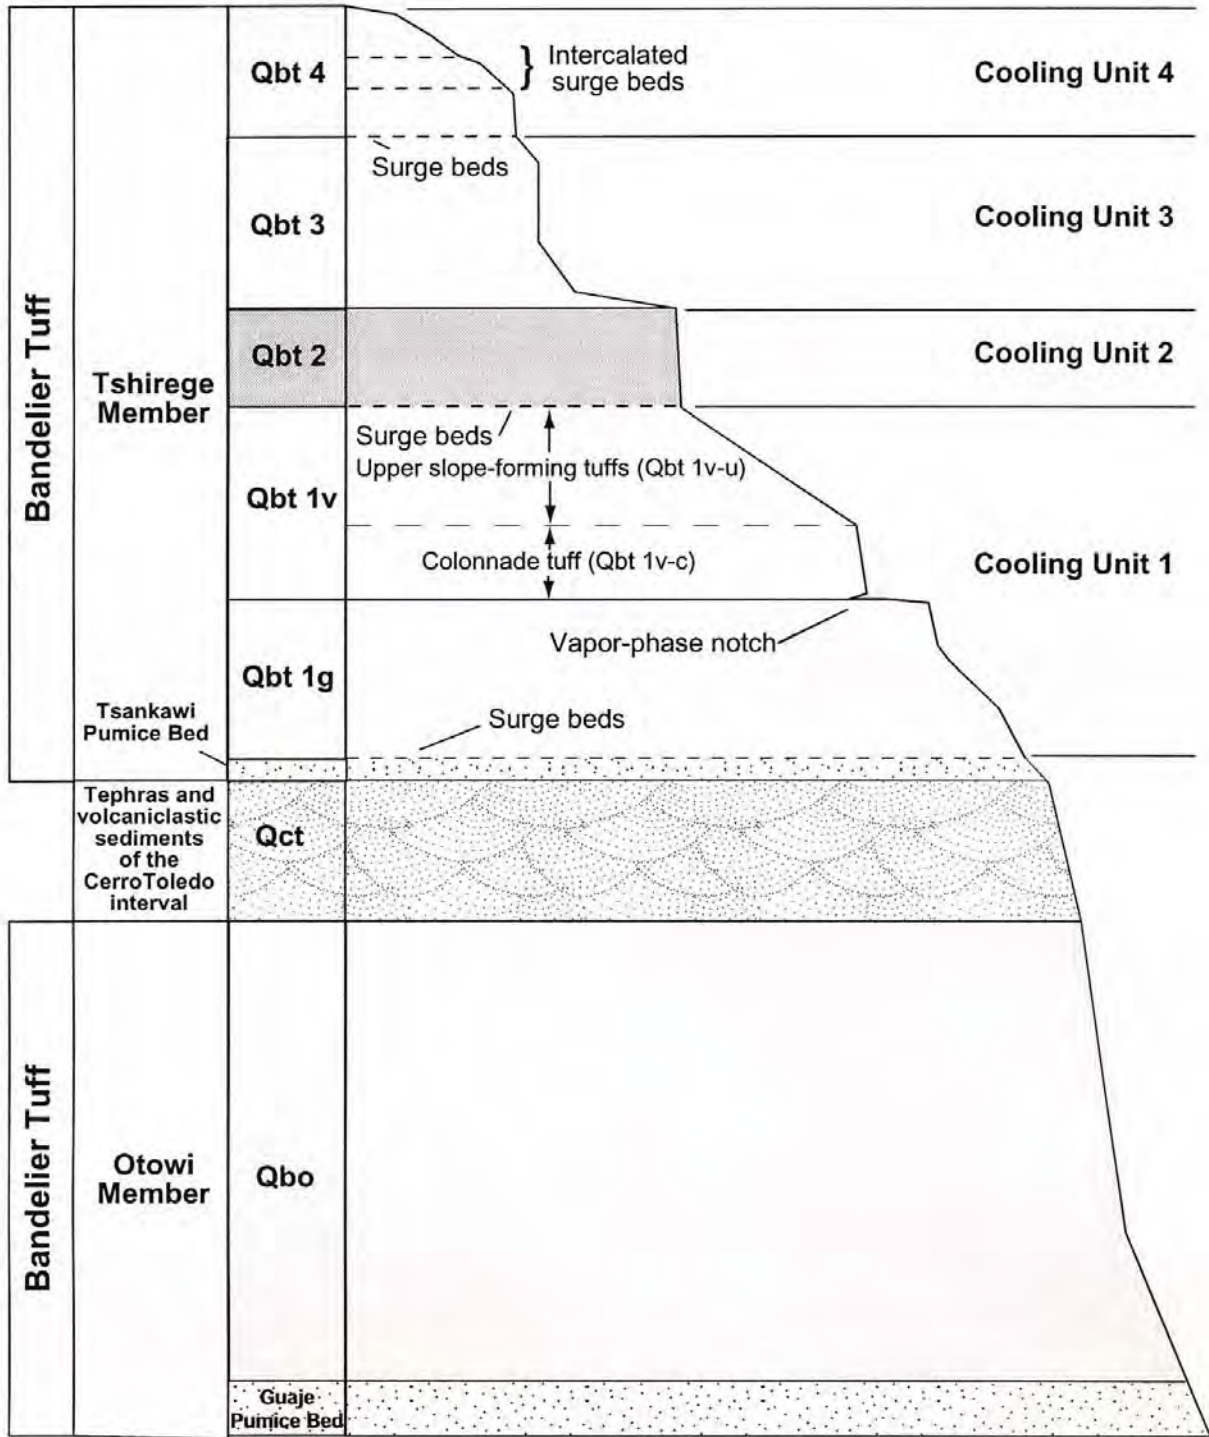 Qbt 4
Intercalated
surge beds
}
Cooling Unit 4
Surge beds
Qbt 3
Cooling Unit 3
Bandelier Tuff
Tshirege
Member
Qbt 2
Cooling Unit 2
Surge beds
Upper slope-forming tuffs (Qbt 1v-u)
Qbt 1v
Colonnade tuff (Qbt 1v-c)
Cooling Unit 1
Vapor-phase notch
Qbt 1g
Tsankawi
Pumice Bed
Surge beds
Tephras and
volcaniclastic
sediments
of the
CerroToledo
interval
Qct
Bandelier Tuff
Otowi
Member
Qbo
Guaje
Pumice Bed